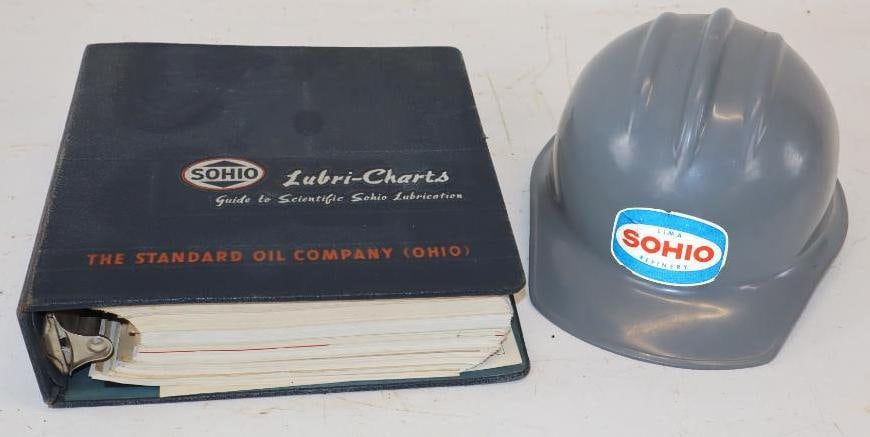 SOHIO Lubri-Charts
Guide to Scientific Sohio Lubrication
THE STANDARD OIL COMPANY (OHIO)
LIMA
SOHIO
REFINERY